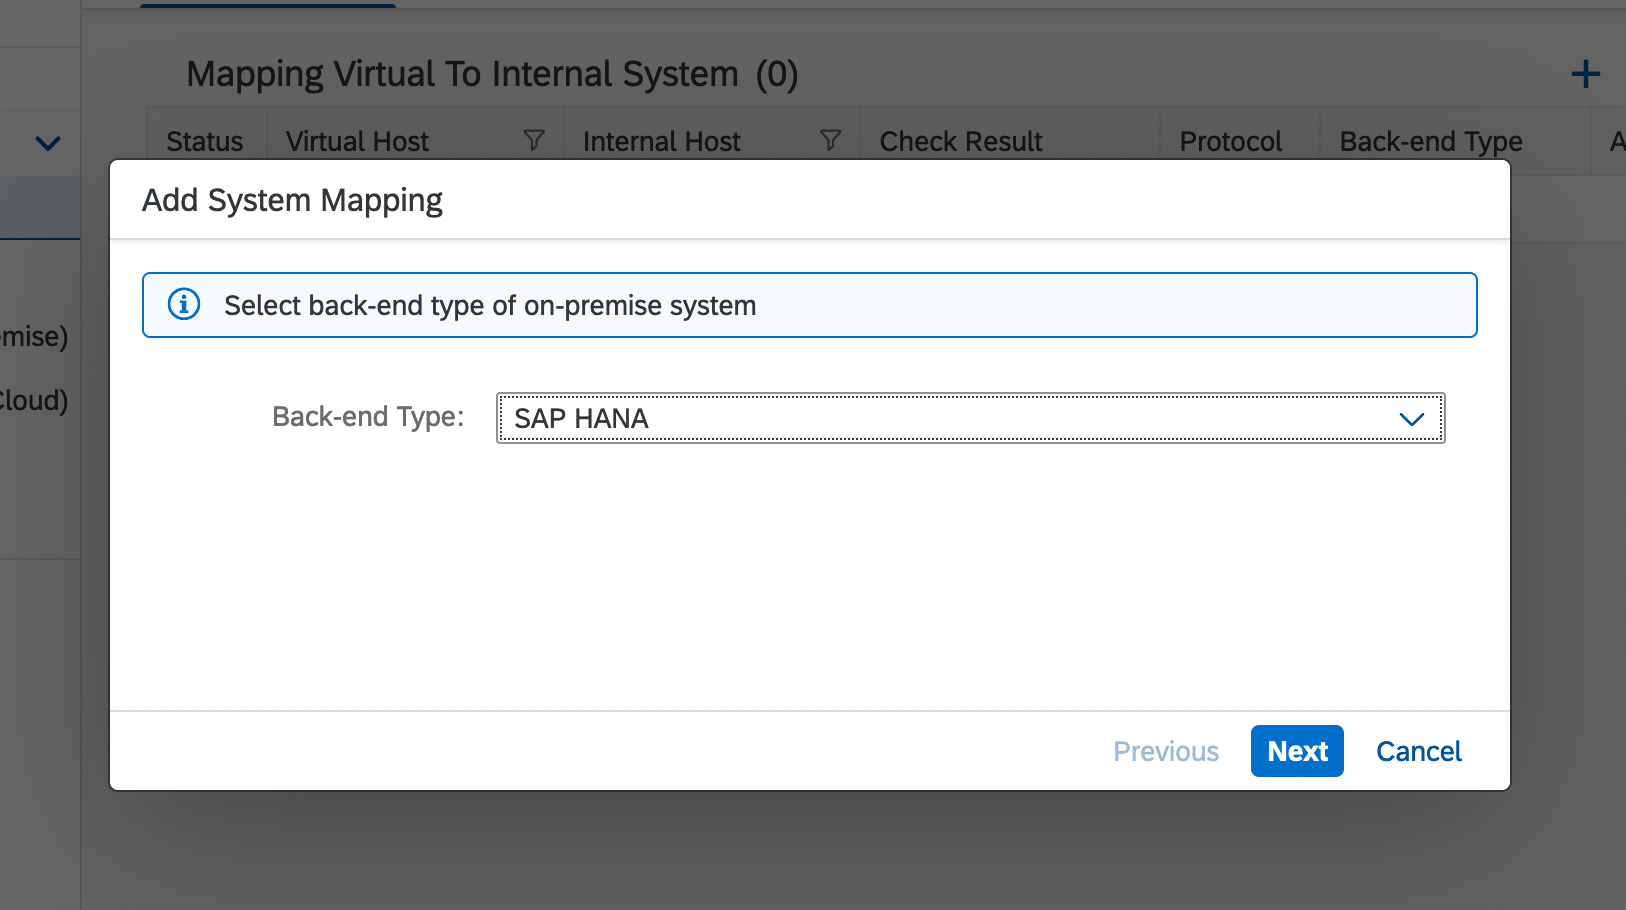 Mapping Virtual To Internal System (0)
Status Virtual Host Internal Host Check Result Protocol Back-end Type A
Add System Mapping
Select back-end type of on-premise system
mise)
Cloud)
Back-end Type: SAP HANA
Previous Next Cancel